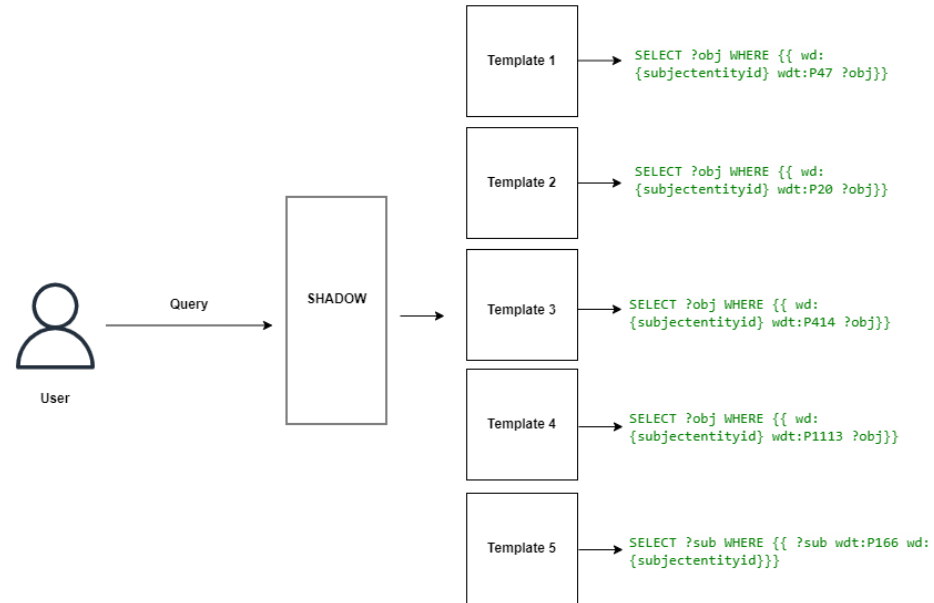 Template 1
SELECT ?obj WHERE {{ wd:
{subjectentityid} wdt:P47 ?obj}}
Template 2
SELECT ?obj WHERE {{ wd:
{subjectentityid} wdt:P20 ?obj}}
Query
SHADOW
User
Template 3
SELECT ?obj WHERE {{ wd:
{subjectentityid} wdt:P414 ?obj}}
Template 4
SELECT ?obj WHERE {{ wd:
{subjectentityid} wdt:P1113 ?obj}}
Template 5
SELECT ?sub WHERE {{ ?sub wdt:P166 wd:
{subjectentityid}}}